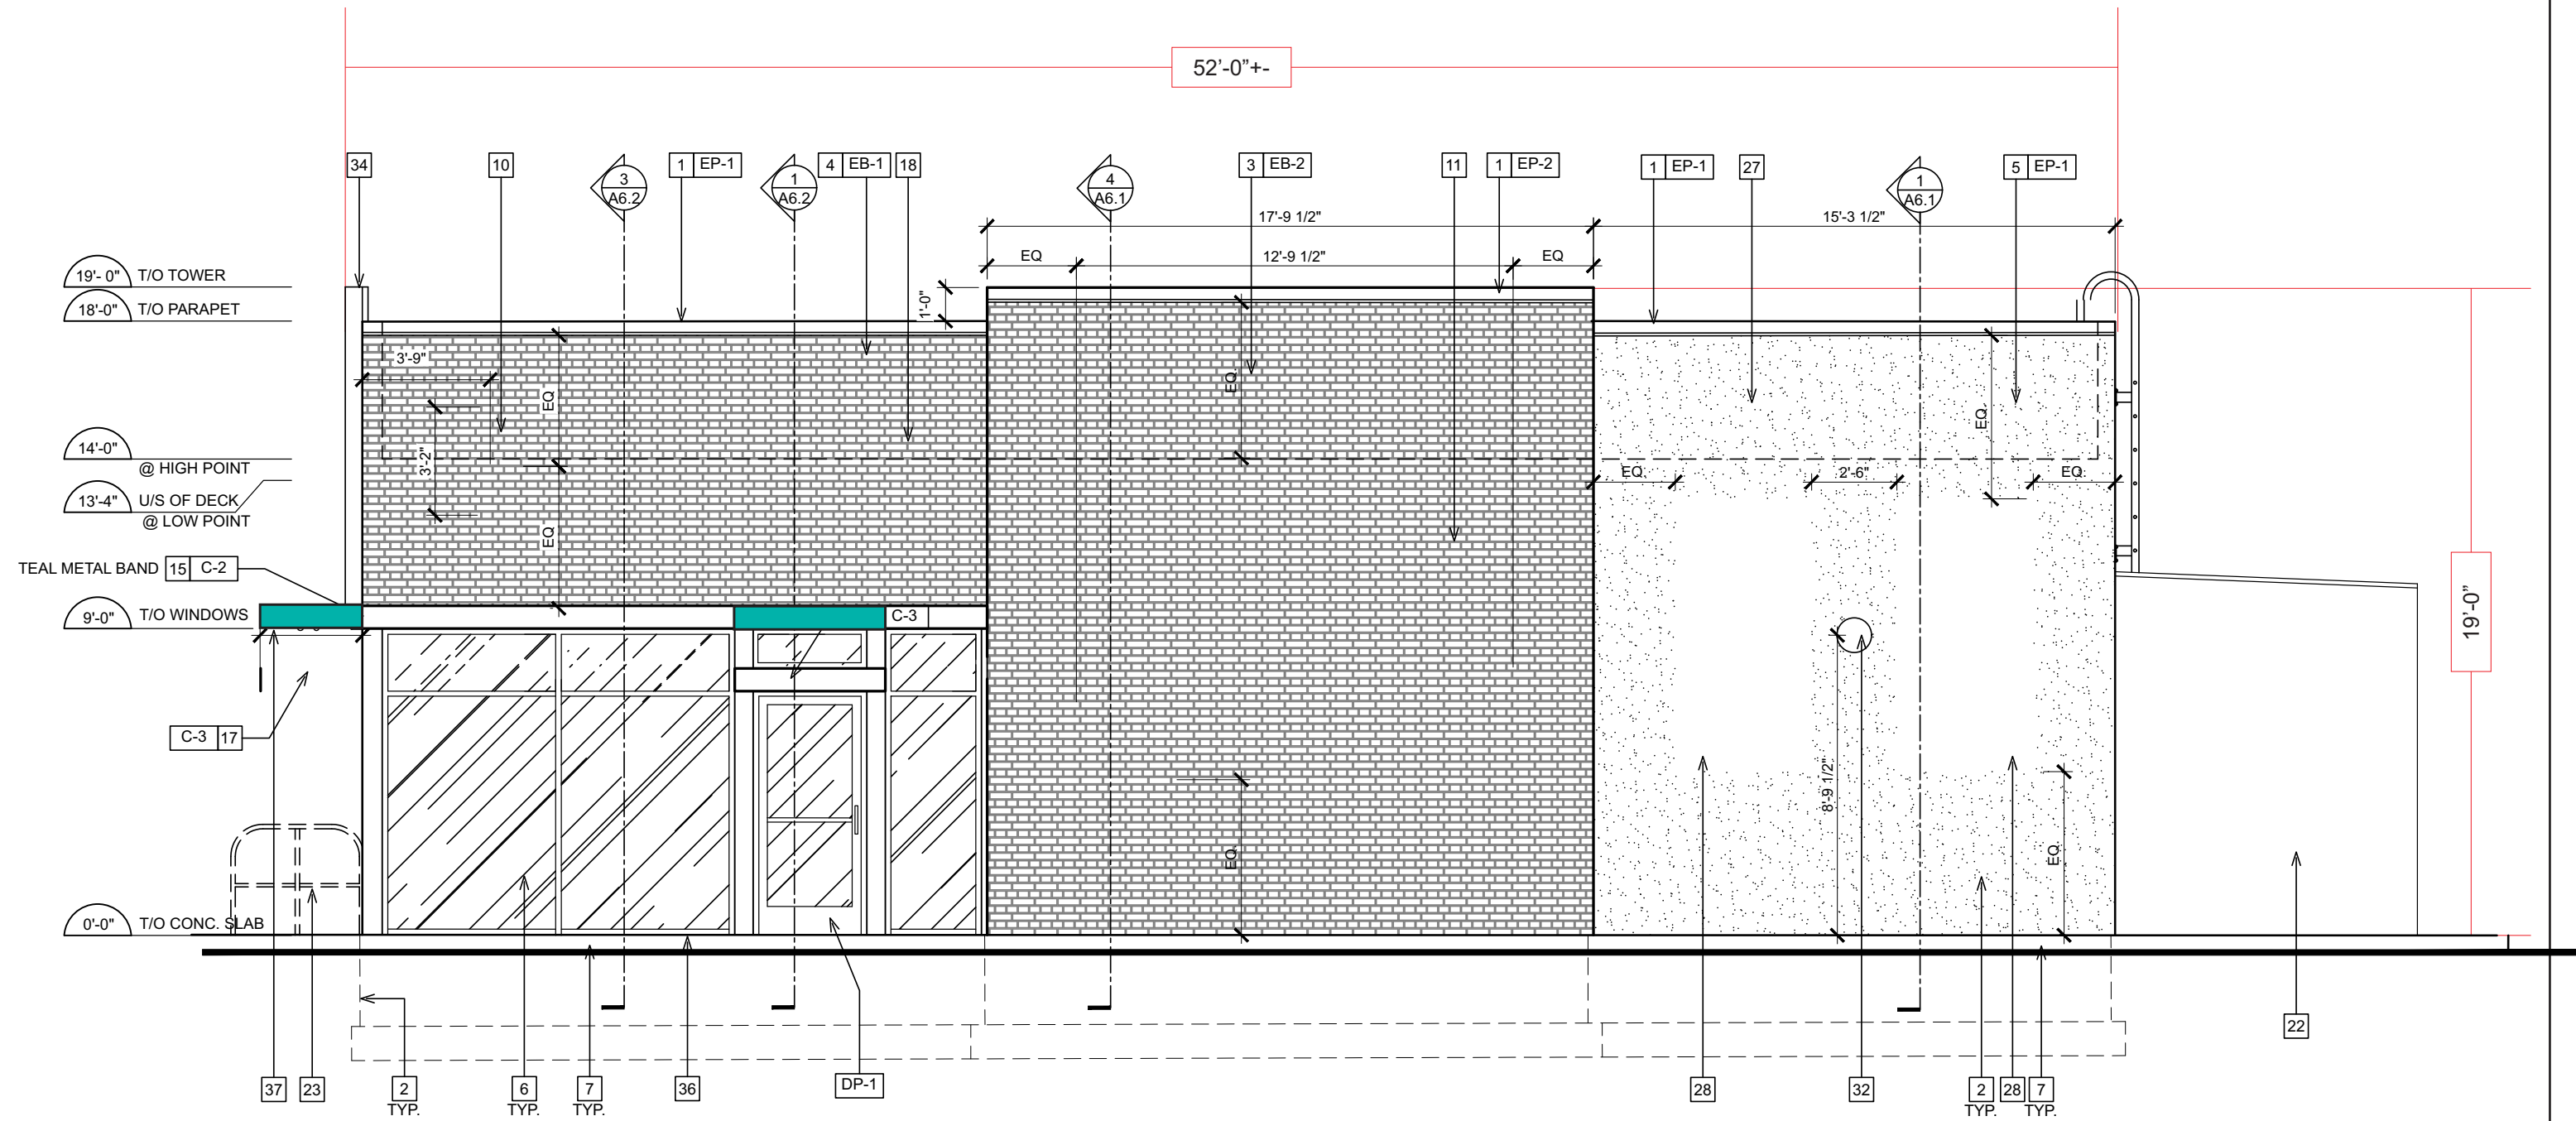 52'-0"+-
34
10
3
A6.2
1 EP-1
1
A6.2
4 EB-1
18
4
A6.1
3 EB-2
11
1 EP-2
1 EP-1
27
1
A6.1
5 EP-1
17'-9 1/2"
15'-3 1/2"
EQ
12'-9 1/2"
EQ
19'- 0" T/O TOWER
18'-0" T/O PARAPET
1'-0"
3'-9"
EQ
EQ.
EQ.
3'-2"
14'-0"
@ HIGH POINT
13'-4" U/S OF DECK
@ LOW POINT
EQ.
2'-6"
EQ.
EQ
TEAL METAL BAND 15 C-2
9'-0" T/O WINDOWS
C-3
19'-0"
C-3 17
8'-9 1/2"
EQ.
EQ.
0'-0" T/O CONC. SLAB
22
37
23
2
TYP.
6
TYP.
7
TYP.
36
DP-1
28
32
2
TYP.
28
7
TYP.